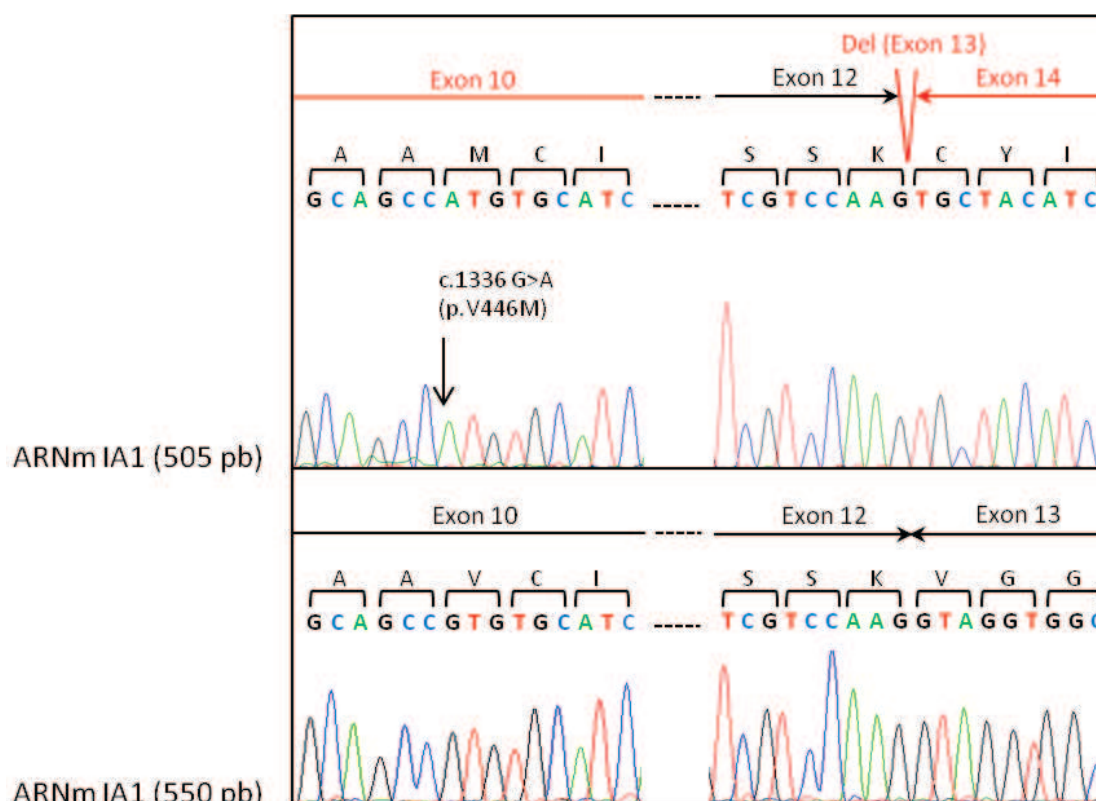 Del (Exon 13)
Exon 10 ----- Exon 12 Exon 14
A A M C I S S K C Y I
GCAGCCATGTGCATC ----- TCGTCCAAGTGCTACATC
c.1336 G>A
(p.V446M)
ARNm IA1 (505 pb)
Exon 10 ----- Exon 12 Exon 13
A A V C I S S K V G G
GCAGCCGTGTGCATC ----- TCGTCCAAGGTAGGTGGC
ARNm IA1 (550 pb)